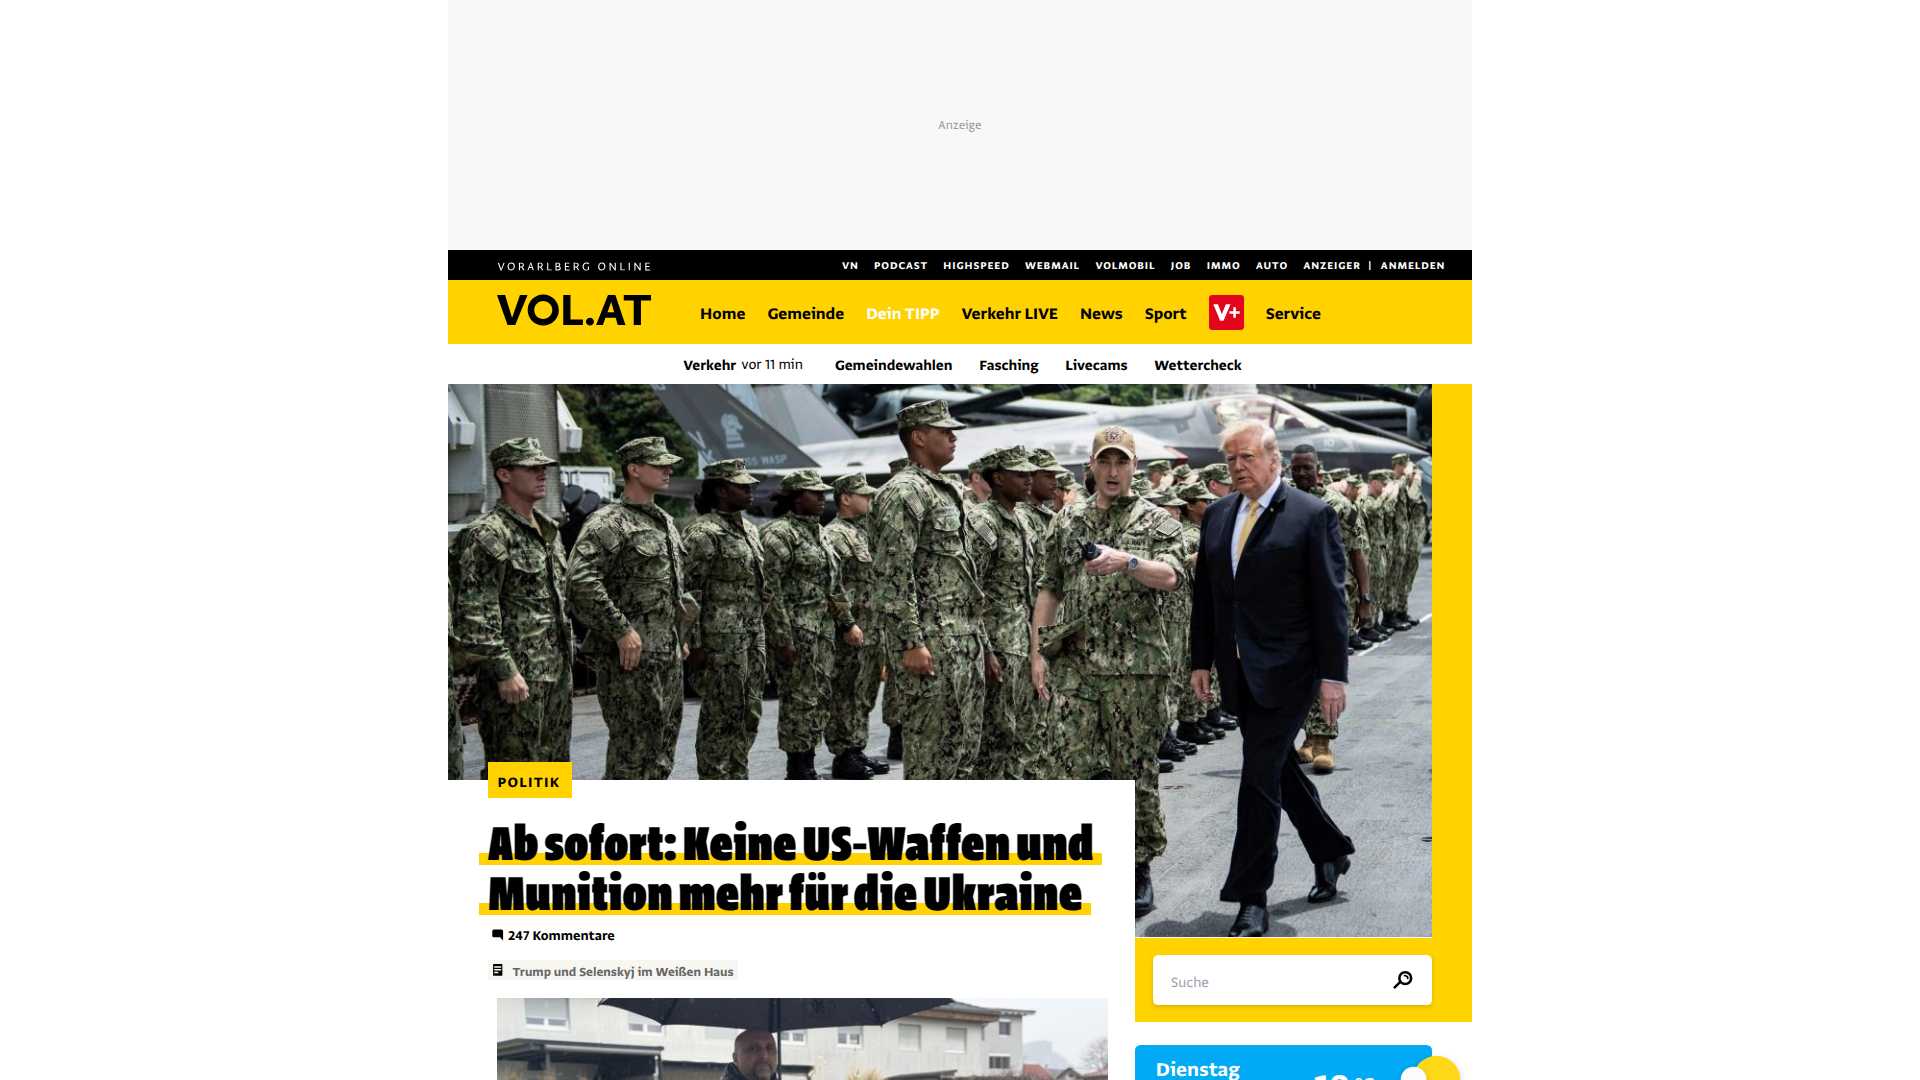 Anzeige
VORARLBERG ONLINE
VN PODCAST HIGHSPEED WEBMAIL VOLMOBIL JOB IMMO AUTO ANZEIGER | ANMELDEN
VOL.AT
Home Gemeinde Dein TIPP Verkehr LIVE News Sport V+ Service
Verkehr vor 11 min Gemeindewahlen Fasching Livecams Wettercheck
POLITIK
Ab sofort: Keine US-Waffen und
Munition mehr für die Ukraine
247 Kommentare
Trump und Selenskyj im Weißen Haus
Suche
Dienstag